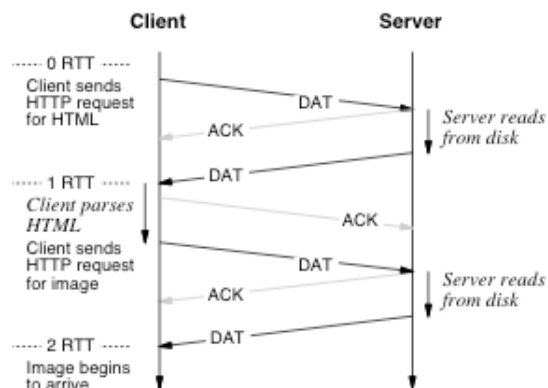 Client
Server
0 RTT
Client sends
HTTP request
for HTML
DAT
Server reads
from disk
ACK
DAT
1 RTT
Client parses
HTML
ACK
Client sends
HTTP request
for image
DAT
Server reads
from disk
ACK
DAT
2 RTT
Image begins
to arrive